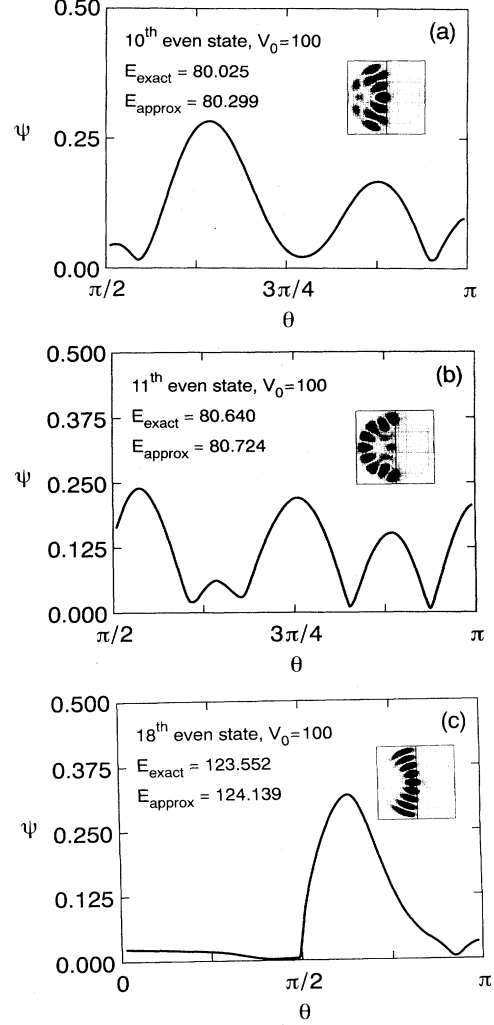 (a)
10th even state, V0=100
Eexact = 80.025
Eapprox = 80.299
0.50
0.25
0.00
ψ
π/2
3π/4
π
θ
(b)
11th even state, V0=100
Eexact = 80.640
Eapprox = 80.724
0.500
0.375
0.250
0.125
0.000
ψ
π/2
3π/4
π
θ
(c)
18th even state, V0=100
Eexact = 123.552
Eapprox = 124.139
0.500
0.375
0.250
0.125
0.000
ψ
0
π/2
π
θ